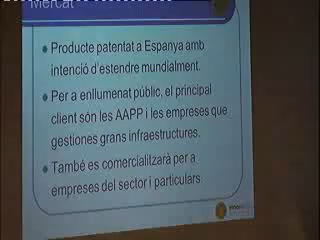 Mercat
• Producte patentat a Espanya amb
intenció d'estendre mundialment.
• Per a enllumenat públic, el principal
client són les AAPP i les empreses que
gestiones grans infraestructures.
• També es comercialitzarà per a
empreses del sector i particulars